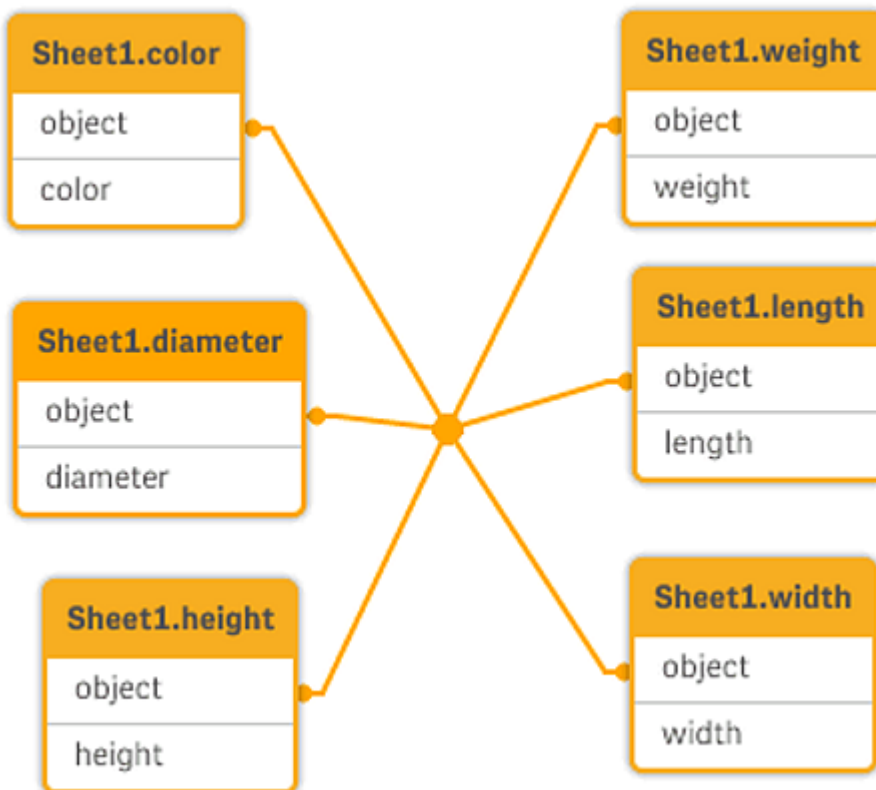 Sheet1.color
object
color
Sheet1.weight
object
weight
Sheet1.diameter
object
diameter
Sheet1.length
object
length
Sheet1.height
object
height
Sheet1.width
object
width